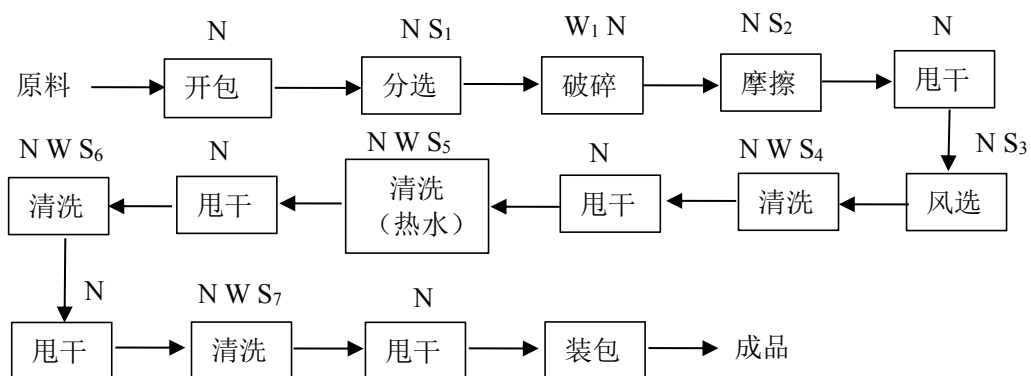 N N S₁ W₁ N N S₂ N
原料 开包 分选 破碎 摩擦 甩干
N W S₆ N N W S₅ N N W S₄ N S₃
清洗 甩干 清洗（热水） 甩干 清洗 风选
N N W S₇ N
甩干 清洗 甩干 装包 成品